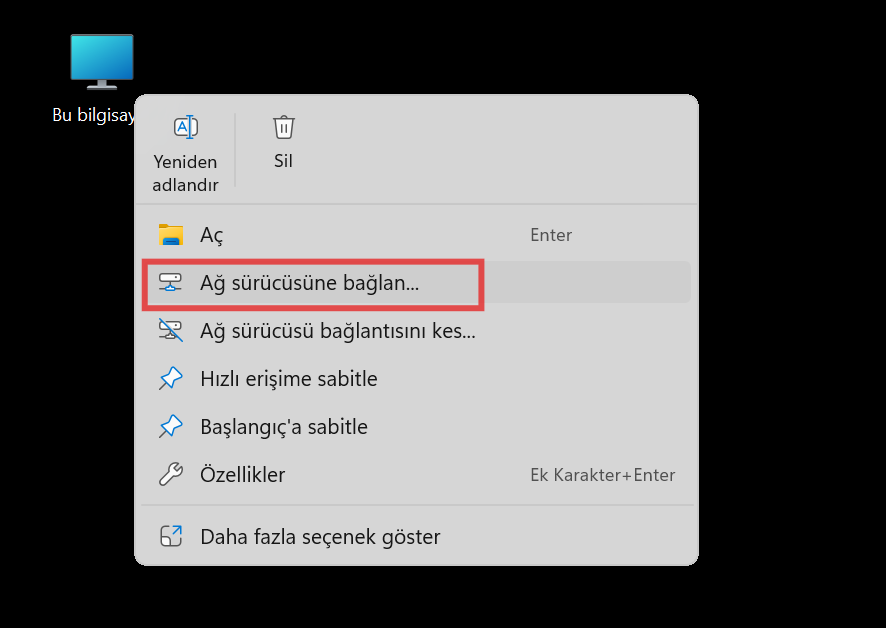 Bu bilgisay
Yeniden
adlandır
Sil
Aç Enter
Ağ sürücüsüne bağlan...
Ağ sürücüsü bağlantısını kes...
Hızlı erişime sabitle
Başlangıç'a sabitle
Özellikler Ek Karakter+Enter
Daha fazla seçenek göster